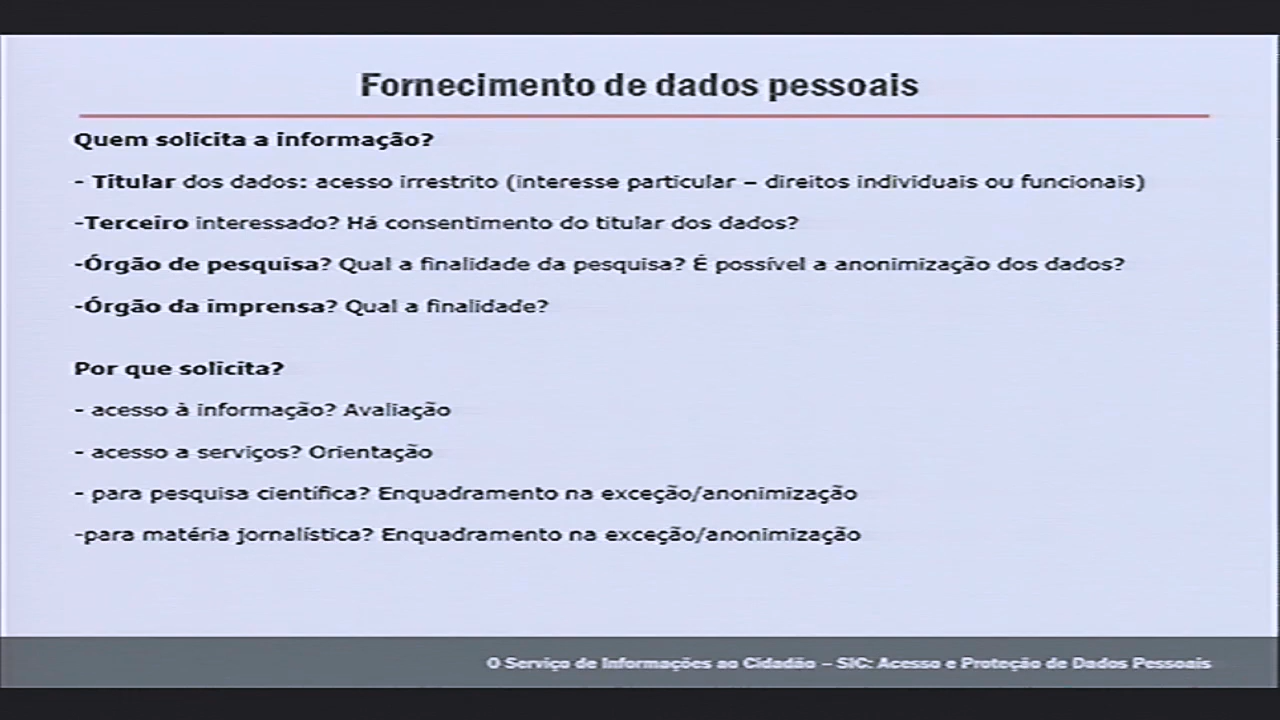 Fornecimento de dados pessoais
Quem solicita a informação?
- Titular dos dados: acesso irrestrito (interesse particular – direitos individuais ou funcionais)
-Terceiro interessado? Há consentimento do titular dos dados?
-Órgão de pesquisa? Qual a finalidade da pesquisa? É possível a anonimização dos dados?
-Órgão da imprensa? Qual a finalidade?
Por que solicita?
- acesso à informação? Avaliação
- acesso a serviços? Orientação
- para pesquisa científica? Enquadramento na exceção/anonimização
-para matéria jornalística? Enquadramento na exceção/anonimização
O Serviço de Informações ao Cidadão – SIC: Acesso e Proteção de Dados Pessoais